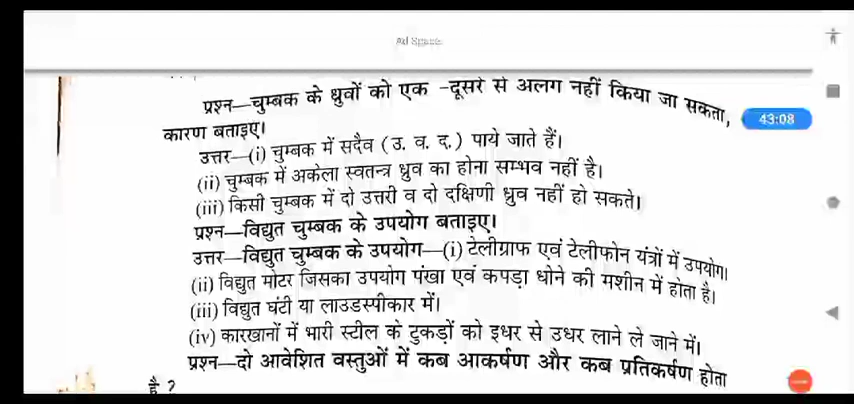 Ad Space
प्रश्न—चुम्बक के ध्रुवों को एक -दूसरे से अलग नहीं किया जा सकता,
43:08
कारण बताइए।
उत्तर—(i) चुम्बक में सदैव (उ. व. द.) पाये जाते हैं।
(ii) चुम्बक में अकेला स्वतन्त्र ध्रुव का होना सम्भव नहीं है।
(iii) किसी चुम्बक में दो उत्तरी व दो दक्षिणी ध्रुव नहीं हो सकते।
प्रश्न—विद्युत चुम्बक के उपयोग बताइए।
उत्तर—विद्युत चुम्बक के उपयोग—(i) टेलीग्राफ एवं टेलीफोन यंत्रों में उपयोग।
(ii) विद्युत मोटर जिसका उपयोग पंखा एवं कपड़ा धोने की मशीन में होता है।
(iii) विद्युत घंटी या लाउडस्पीकार में।
(iv) कारखानों में भारी स्टील के टुकड़ों को इधर से उधर लाने ले जाने में।
प्रश्न—दो आवेशित वस्तुओं में कब आकर्षण और कब प्रतिकर्षण होता
है ?